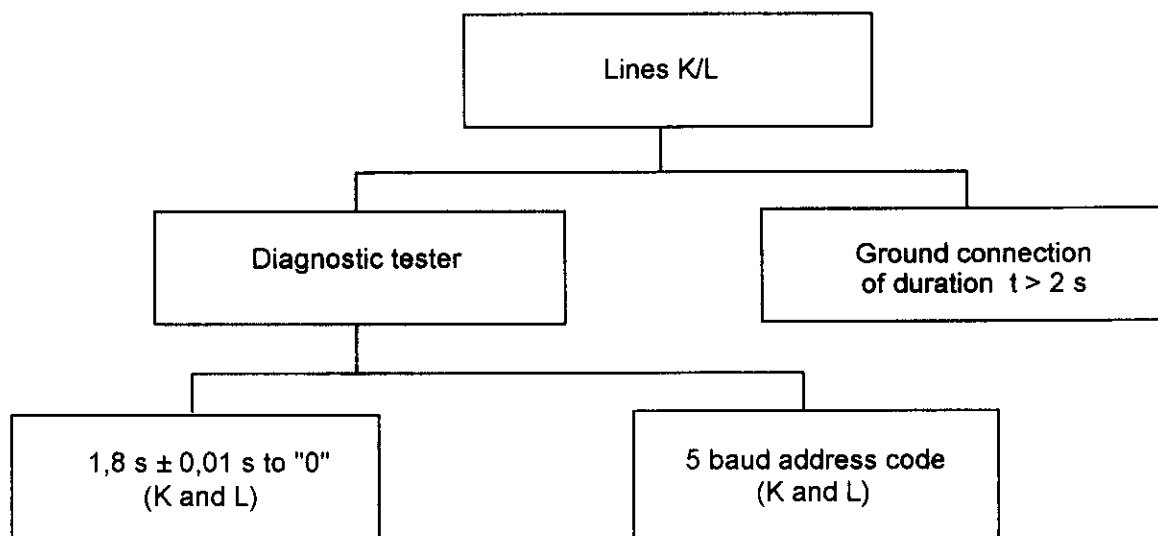 Lines K/L
Diagnostic tester
Ground connection
of duration t > 2 s
1,8 s ± 0,01 s to "0"
(K and L)
5 baud address code
(K and L)